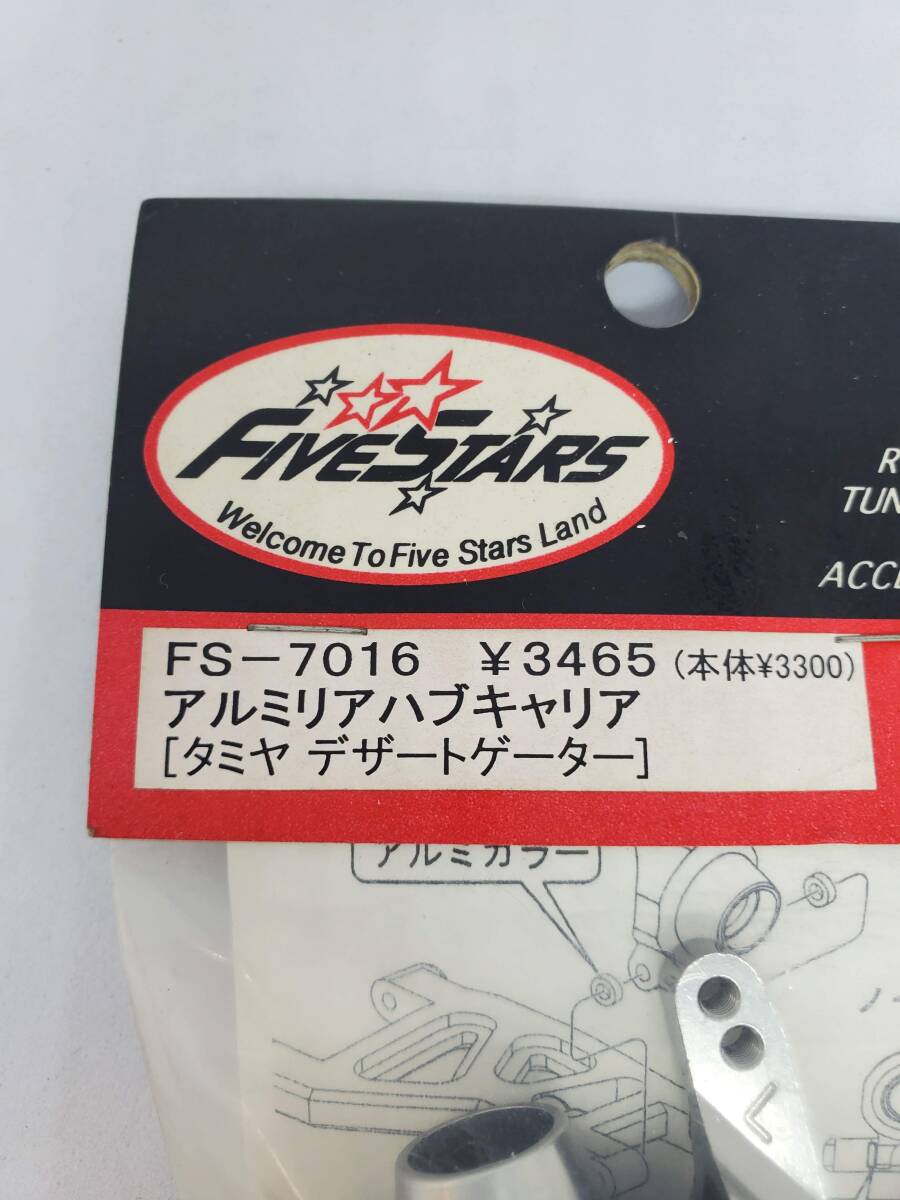 FIVESTARS
Welcome To Five Stars Land
FS-7016 ¥3465 (本体¥3300)
アルミリアハブキャリア
[タミヤ デザートゲーター]
アルミカラー
L